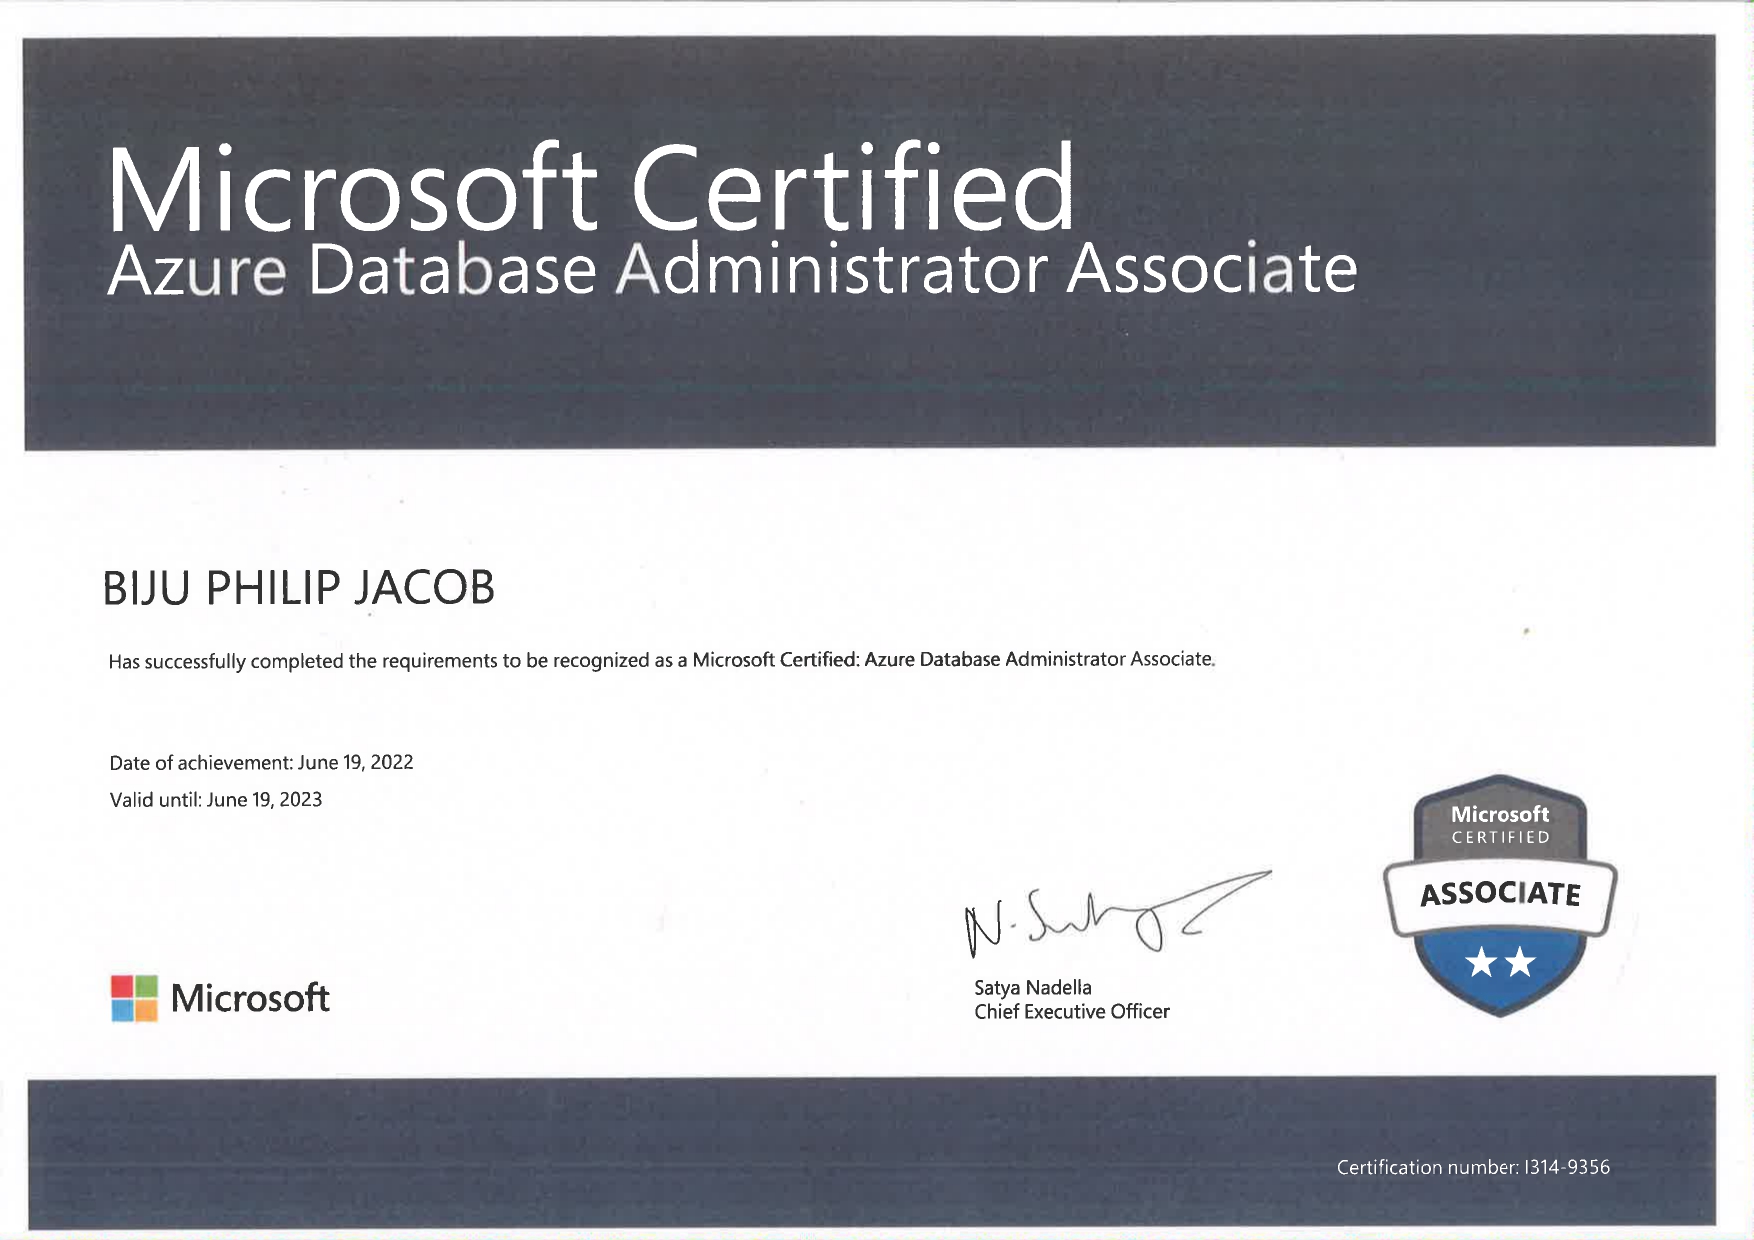 Microsoft Certified
Azure Database Administrator Associate
BIJU PHILIP JACOB
Has successfully completed the requirements to be recognized as a Microsoft Certified: Azure Database Administrator Associate.
Date of achievement: June 19, 2022
Valid until: June 19, 2023
Microsoft
CERTIFIED
ASSOCIATE
N. Satya
Satya Nadella
Chief Executive Officer
Microsoft
Certification number: I314-9356